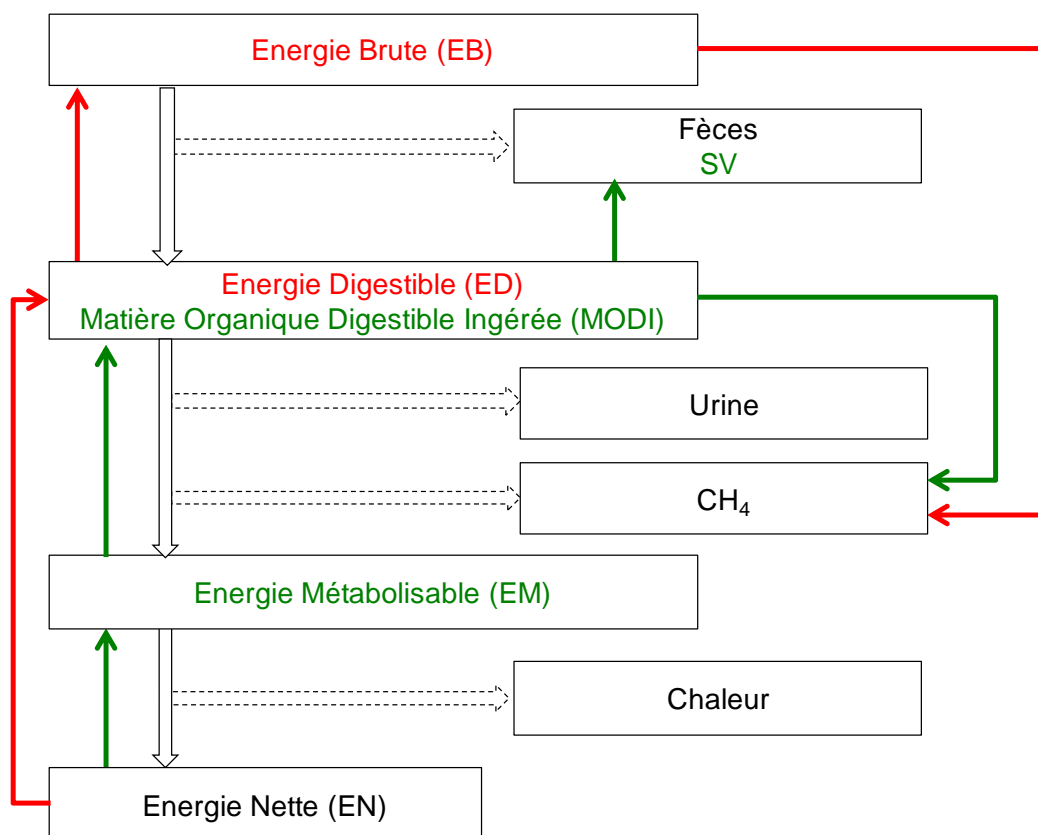 Energie Brute (EB)
Fèces
SV
Energie Digestible (ED)
Matière Organique Digestible Ingérée (MODI)
Urine
CH₄
Energie Métabolisable (EM)
Chaleur
Energie Nette (EN)